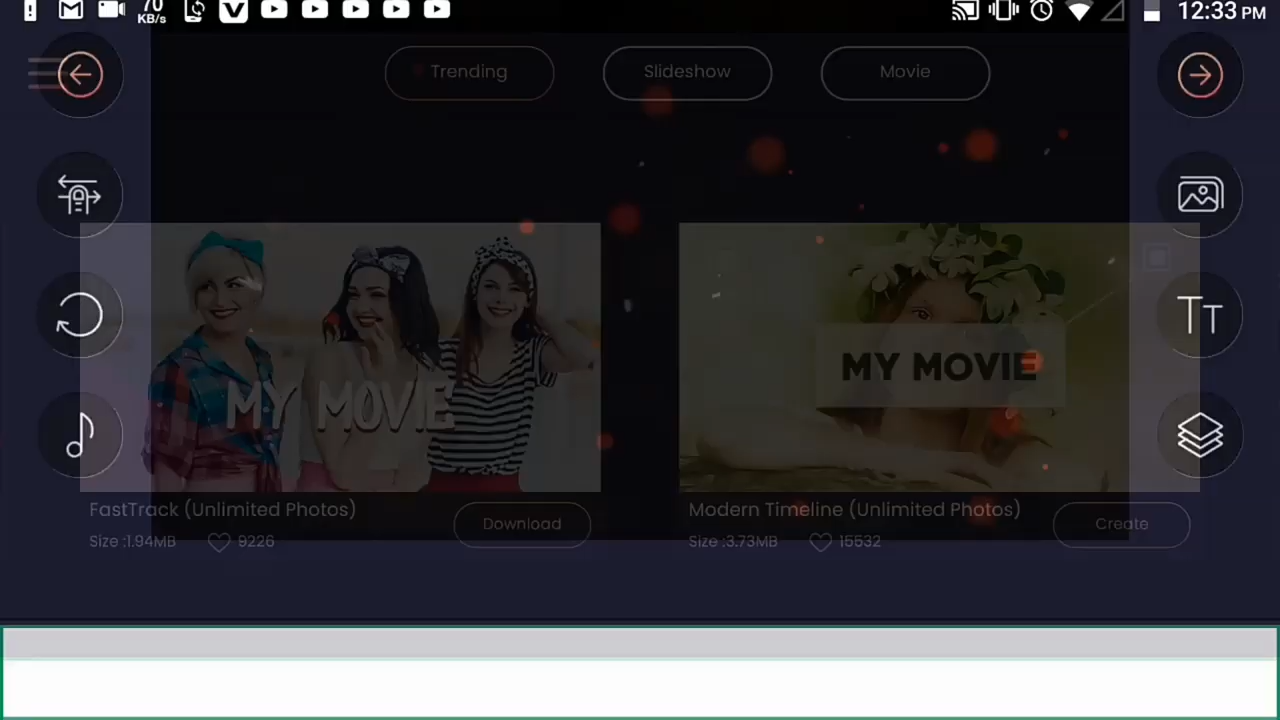 70
KB/s
12:33 PM
Trending
Slideshow
Movie
MY MOVIE
MY MOVIE
TT
FastTrack (Unlimited Photos)
Size :1.94MB
9226
Download
Modern Timeline (Unlimited Photos)
Size :3.73MB
15532
Create